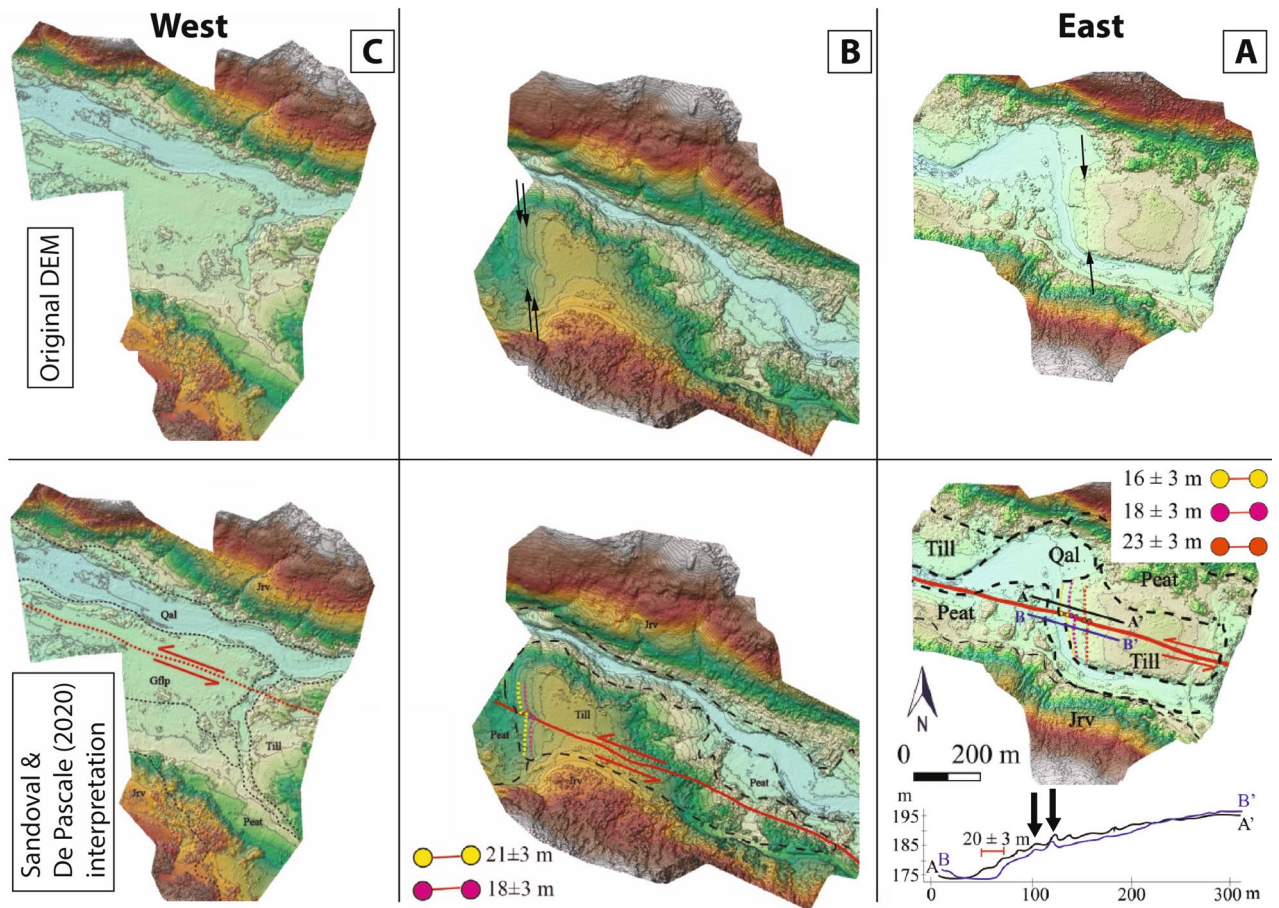 West
East
C
B
A
Original DEM
Sandoval &
De Pascale (2020)
interpretation
Jrv
Qal
Gflp
Till
Jrv
Peat
Jrv
Till
Peat
Jrv
Peat
21±3 m
18±3 m
16 ± 3 m
18 ± 3 m
23 ± 3 m
Till
Qal
Peat
Peat
A
A'
B
B'
Till
Jrv
N
0 200 m
m
195
185
175
20 ± 3 m
A
B
B'
A'
0 100 200 300 m